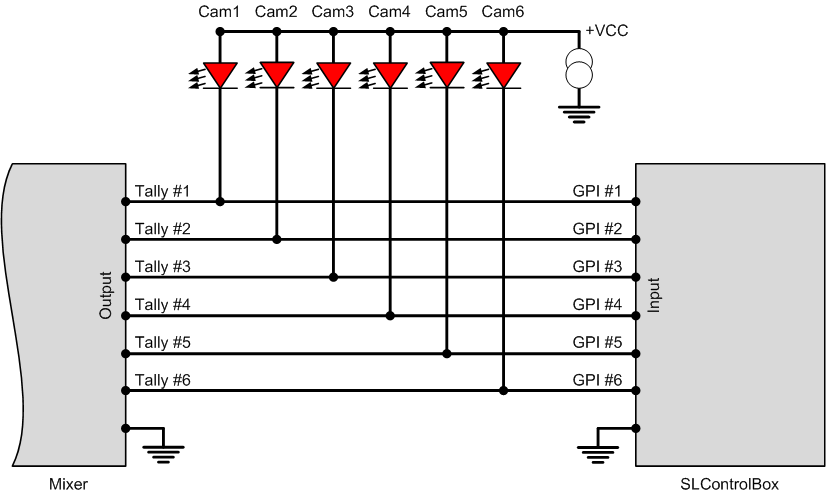 Cam1 Cam2 Cam3 Cam4 Cam5 Cam6
+VCC
Tally #1 GPI #1
Tally #2 GPI #2
Tally #3 GPI #3
Tally #4 GPI #4
Tally #5 GPI #5
Tally #6 GPI #6
Output
Input
Mixer SLControlBox